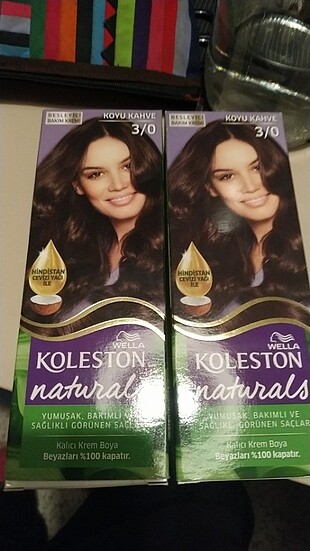 BESLEYİCİ
BAKIM KREMİ
KOYU KAHVE
3/0
HİNDİSTAN
CEVİZİ YAĞI
İLE
WELLA
KOLESTON
naturals
YUMUŞAK, BAKIMLI VE
SAĞLIKLI GÖRÜNEN SAÇLAR
Kalıcı Krem Boya
Beyazları %100 kapatır.
BESLEYİCİ
BAKIM KREMİ
KOYU KAHVE
3/0
HİNDİSTAN
CEVİZİ YAĞI
İLE
WELLA
KOLESTON
naturals
YUMUŞAK, BAKIMLI VE
SAĞLIKLI GÖRÜNEN SAÇLAR
Kalıcı Krem Boya
Beyazları %100 kapatır.